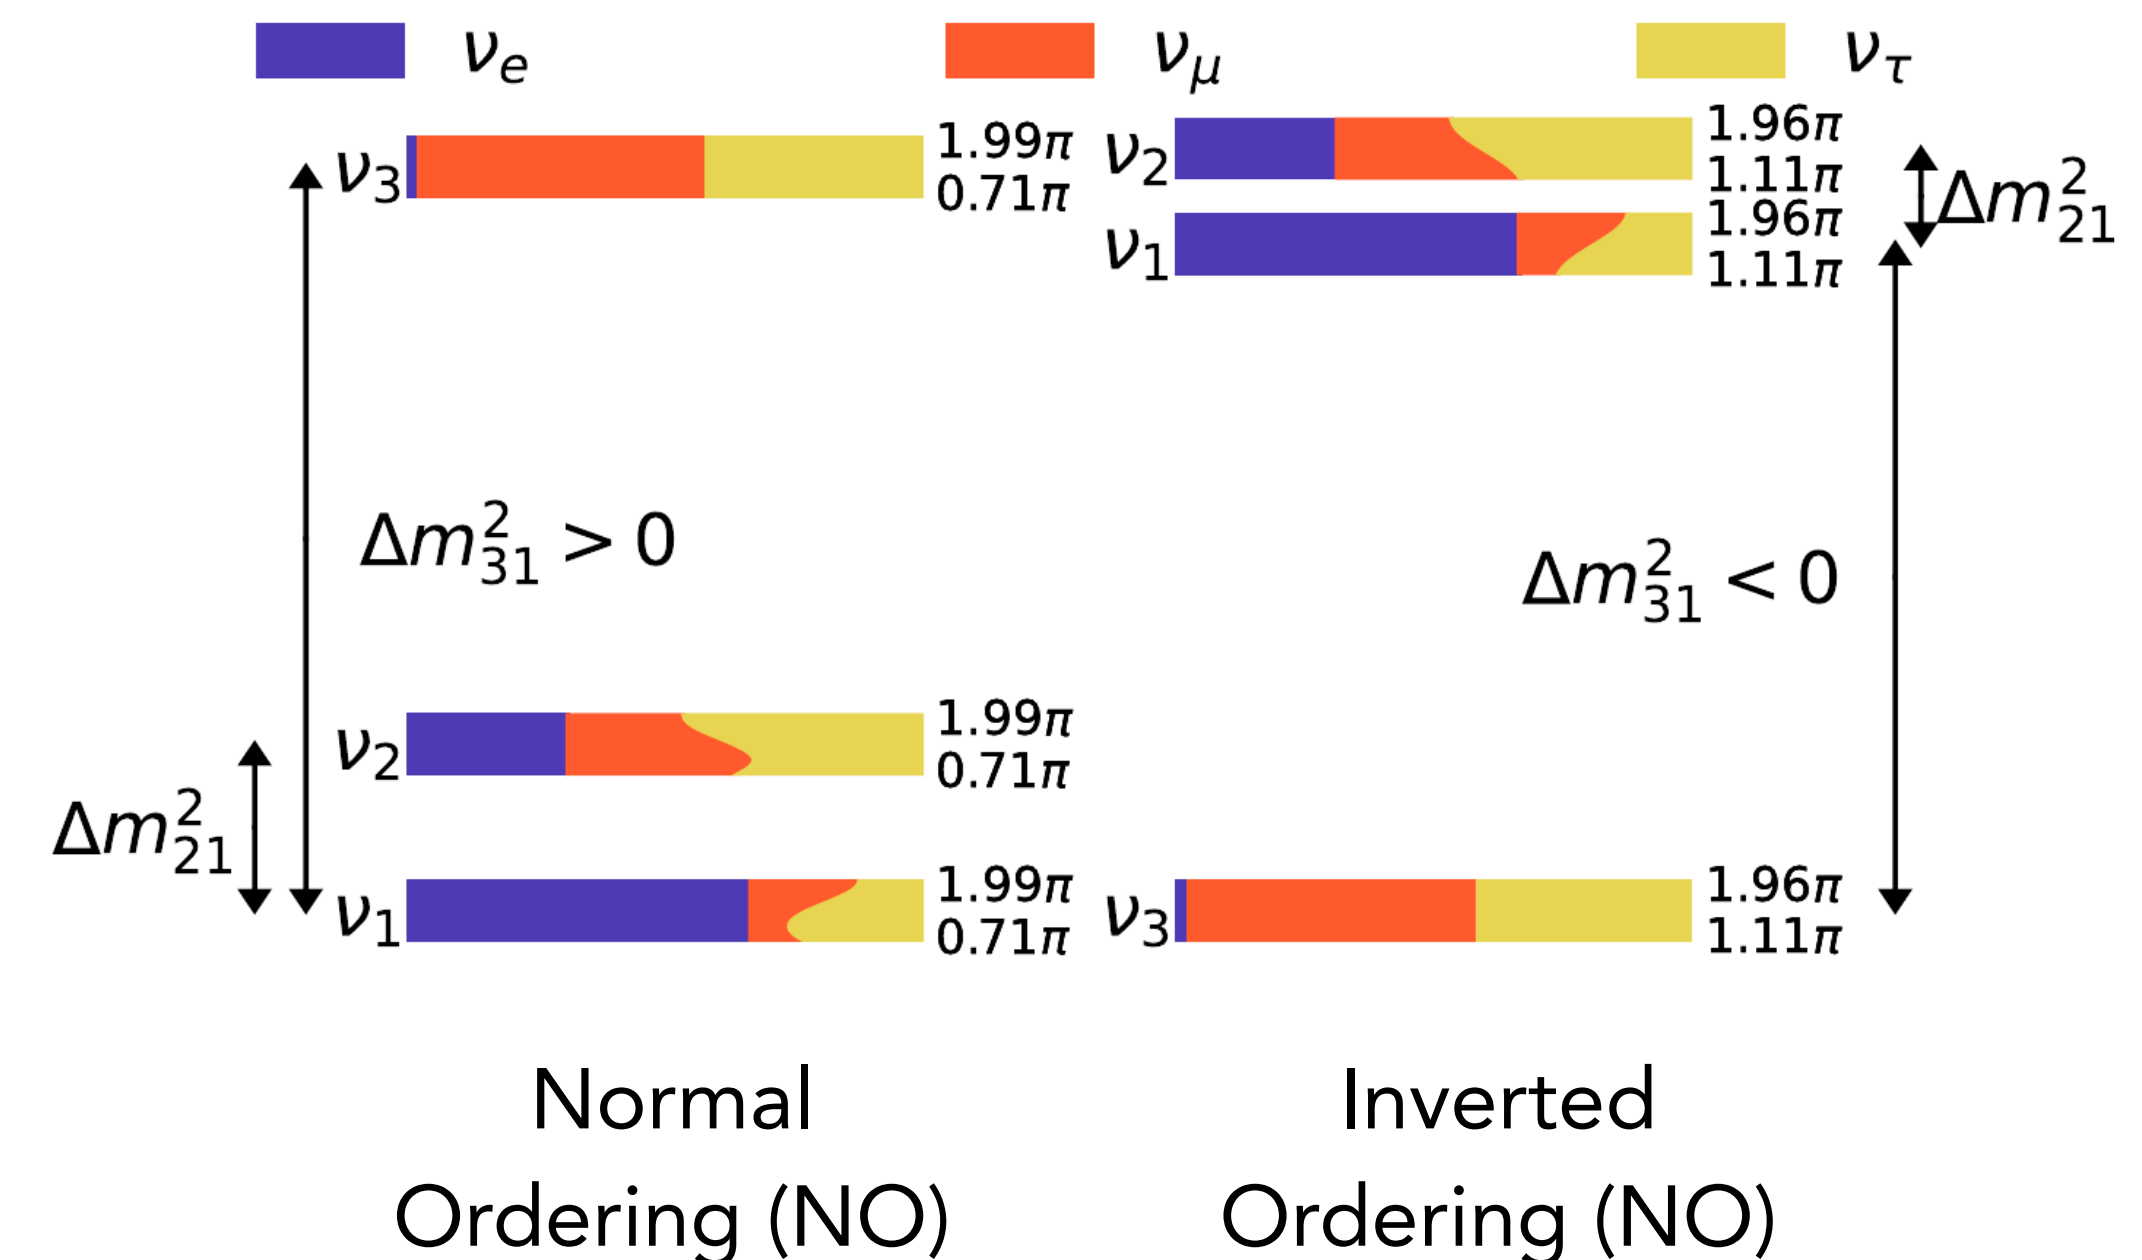 νe νμ ντ
ν3 1.99π
0.71π
ν2 1.96π
1.11π
ν1 1.96π
1.11π
Δm²21
Δm²31 > 0
Δm²31 < 0
ν2 1.99π
0.71π
Δm²21
ν1 1.99π
0.71π
ν3 1.96π
1.11π
Normal
Ordering (NO)
Inverted
Ordering (NO)